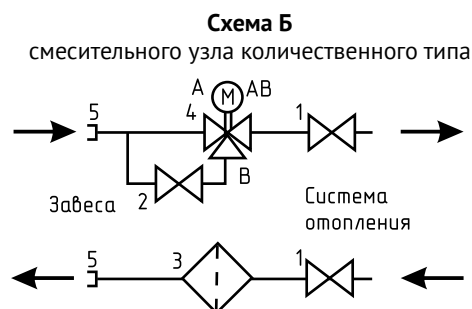 Схема Б
смесительного узла количественного типа
А М АВ
5 4 1
2 В
Завеса
Система
отопления
5 3 1